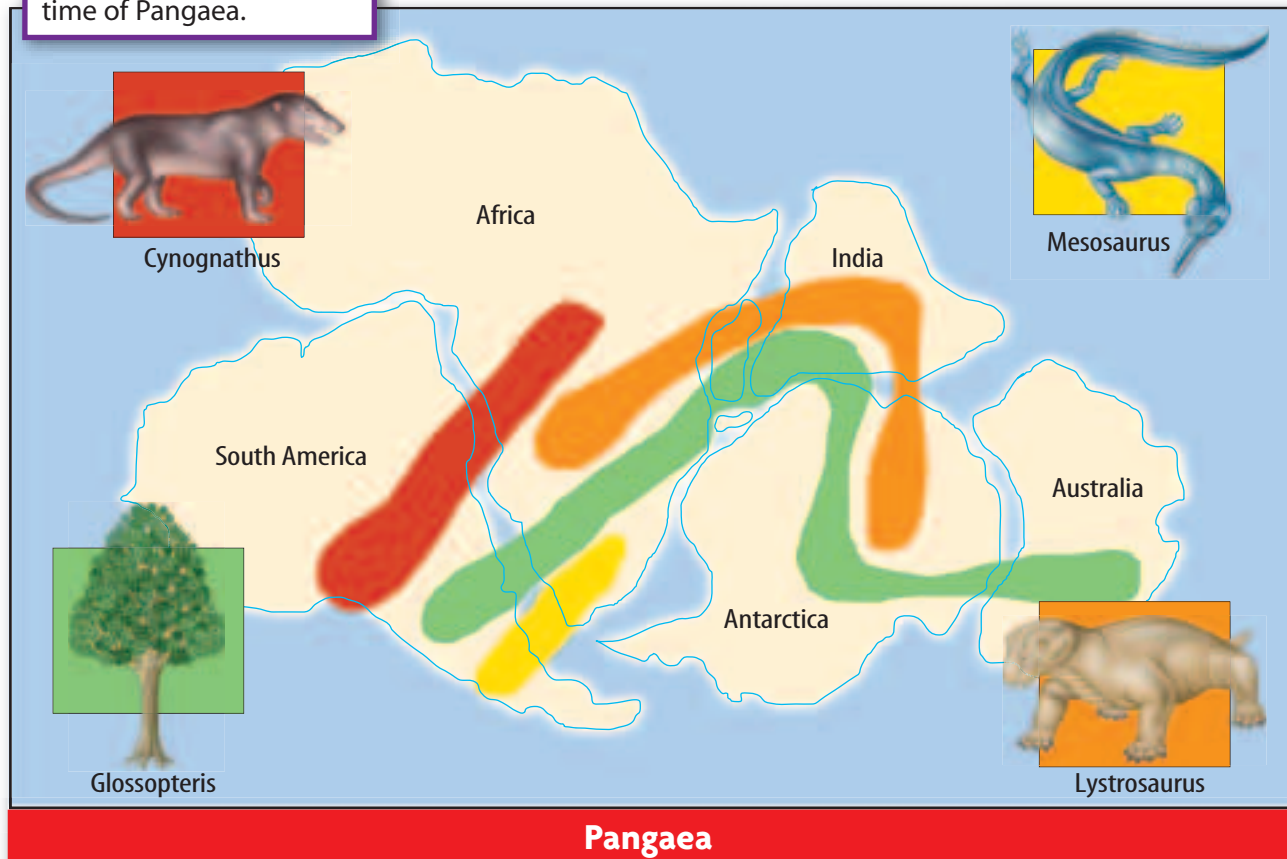 time of Pangaea.
Cynognathus
Africa
India
Mesosaurus
South America
Australia
Antarctica
Glossopteris
Lystrosaurus
Pangaea